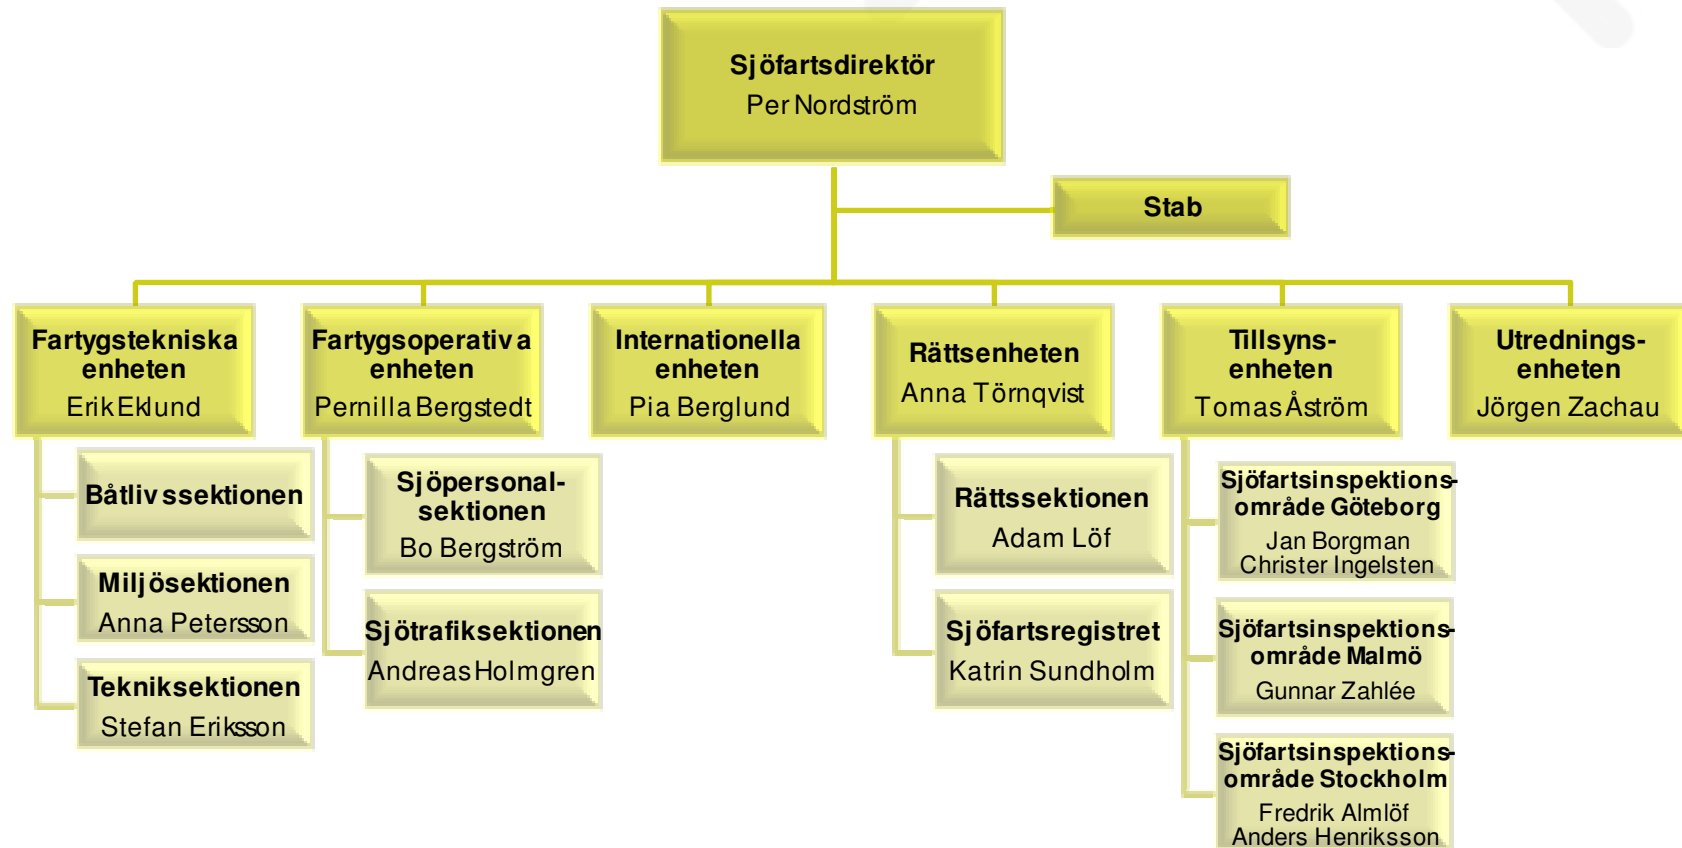 Sjöfartsdirektör
Per Nordström
Stab
Fartygstekniska
enheten
Erik Eklund
Fartygsoperativa
enheten
Pernilla Bergstedt
Internationella
enheten
Pia Berglund
Rättsenheten
Anna Törnqvist
Tillsyns-
enheten
Tomas Åström
Utrednings-
enheten
Jörgen Zachau
Båtlivssektionen
Miljösektionen
Anna Petersson
Tekniksektionen
Stefan Eriksson
Sjöpersonal-
sektionen
Bo Bergström
Sjötrafiksektionen
Andreas Holmgren
Rättssektionen
Adam Löf
Sjöfartsregistret
Katrin Sundholm
Sjöfartsinspektions-
område Göteborg
Jan Borgman
Christer Ingelsten
Sjöfartsinspektions-
område Malmö
Gunnar Zahlée
Sjöfartsinspektions-
område Stockholm
Fredrik Almlöf
Anders Henriksson